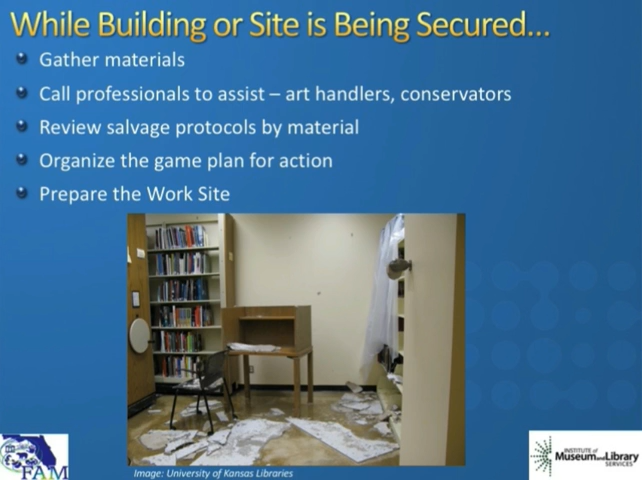 While Building or Site is Being Secured...
Gather materials
Call professionals to assist – art handlers, conservators
Review salvage protocols by material
Organize the game plan for action
Prepare the Work Site
FAM
Image: University of Kansas Libraries
INSTITUTE of
Museum and Library
SERVICES